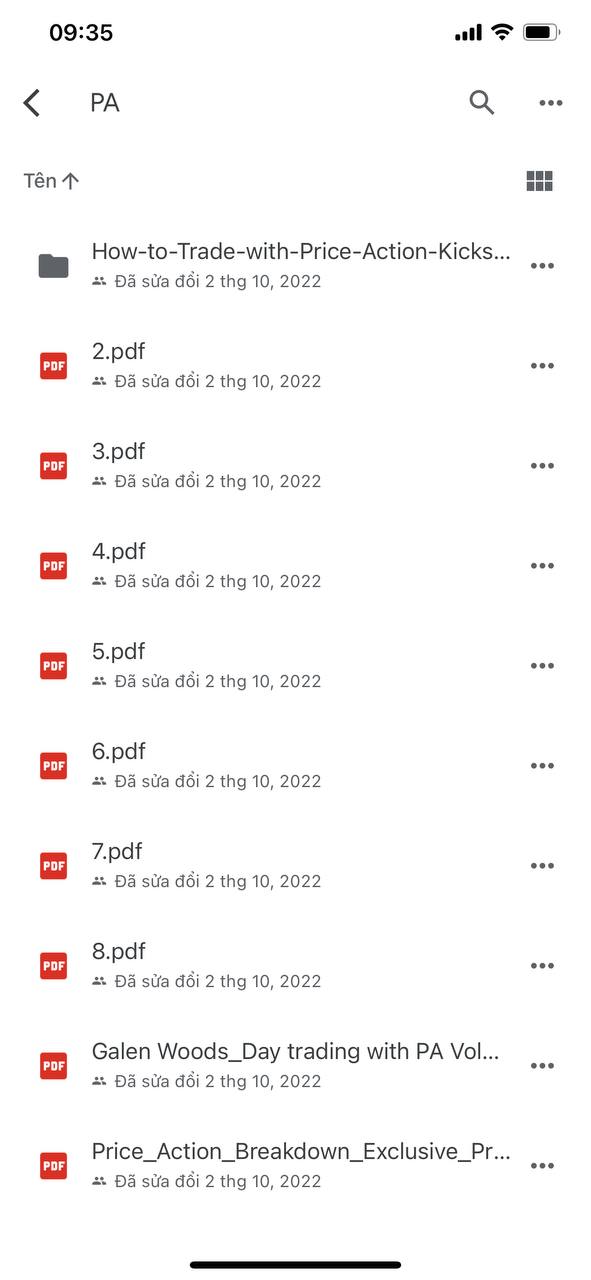 09:35
PA
Tên
How-to-Trade-with-Price-Action-Kicks...
Đã sửa đổi 2 thg 10, 2022
PDF
2.pdf
Đã sửa đổi 2 thg 10, 2022
PDF
3.pdf
Đã sửa đổi 2 thg 10, 2022
PDF
4.pdf
Đã sửa đổi 2 thg 10, 2022
PDF
5.pdf
Đã sửa đổi 2 thg 10, 2022
PDF
6.pdf
Đã sửa đổi 2 thg 10, 2022
PDF
7.pdf
Đã sửa đổi 2 thg 10, 2022
PDF
8.pdf
Đã sửa đổi 2 thg 10, 2022
PDF
Galen Woods_Day trading with PA Vol...
Đã sửa đổi 2 thg 10, 2022
PDF
Price_Action_Breakdown_Exclusive_Pr...
Đã sửa đổi 2 thg 10, 2022